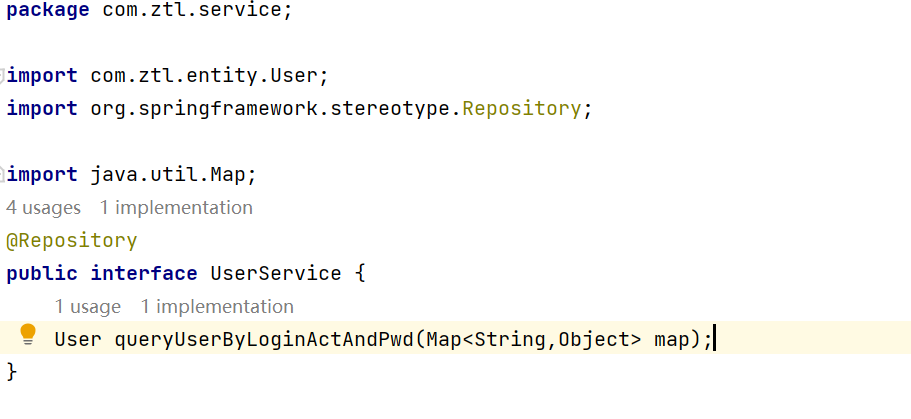 package com.ztl.service;
import com.ztl.entity.User;
import org.springframework.stereotype.Repository;
import java.util.Map;
4 usages 1 implementation
@Repository
public interface UserService {
1 usage 1 implementation
User queryUserByLoginActAndPwd(Map<String,Object> map);
}